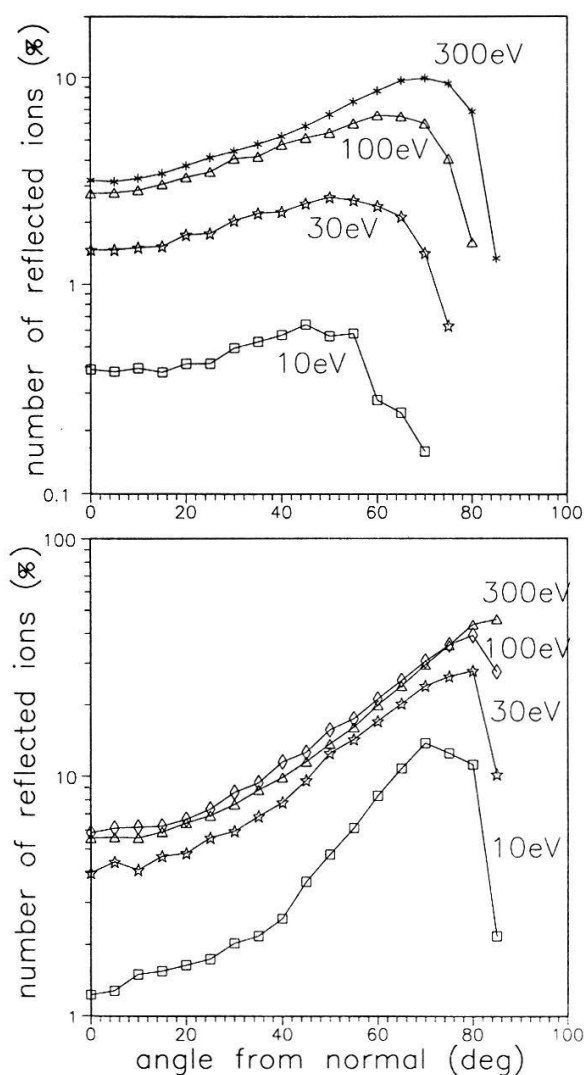 number of reflected ions (%)
10
1
0.1
300eV
100eV
30eV
10eV
0 20 40 60 80 100
number of reflected ions (%)
100
10
1
300eV
100eV
30eV
10eV
0 20 40 60 80 100
angle from normal (deg)